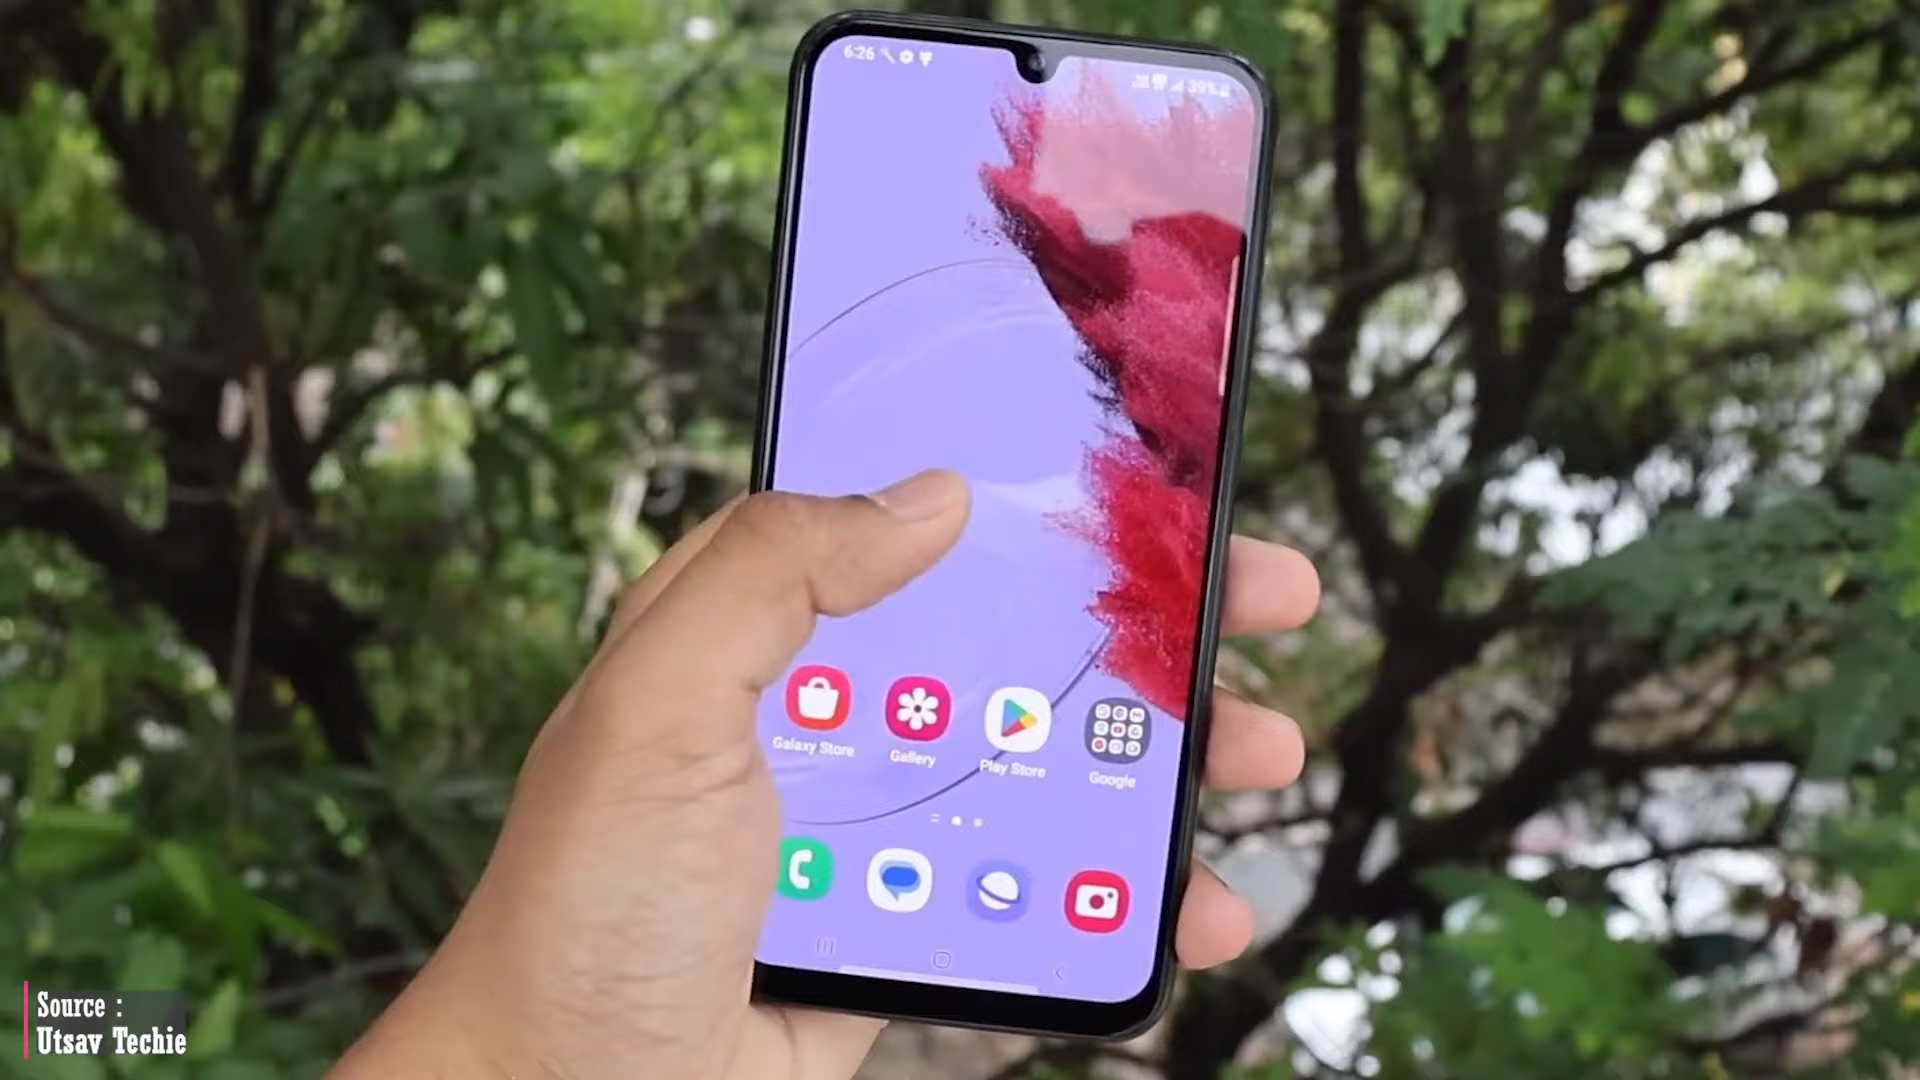 6:26
39%
Galaxy Store
Gallery
Play Store
Google
Source :
Utsav Techie